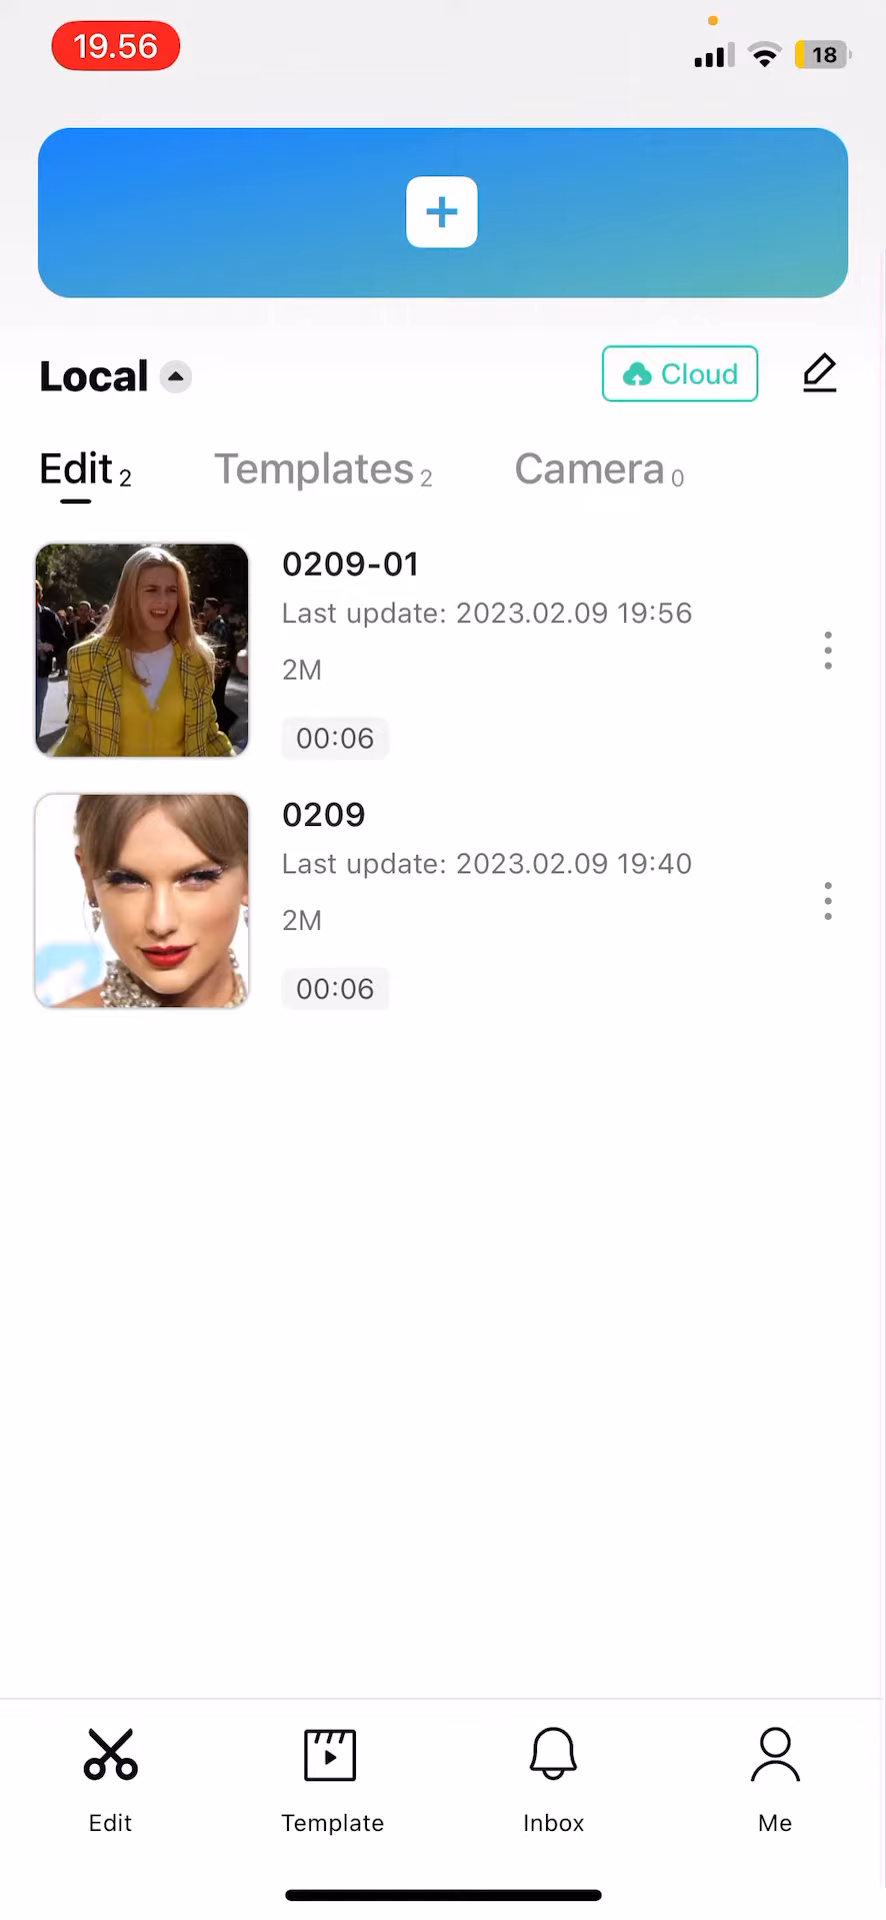 19.56
18
Local
Cloud
Edit 2 Templates 2 Camera 0
0209-01
Last update: 2023.02.09 19:56
2M
00:06
0209
Last update: 2023.02.09 19:40
2M
00:06
Edit Template Inbox Me